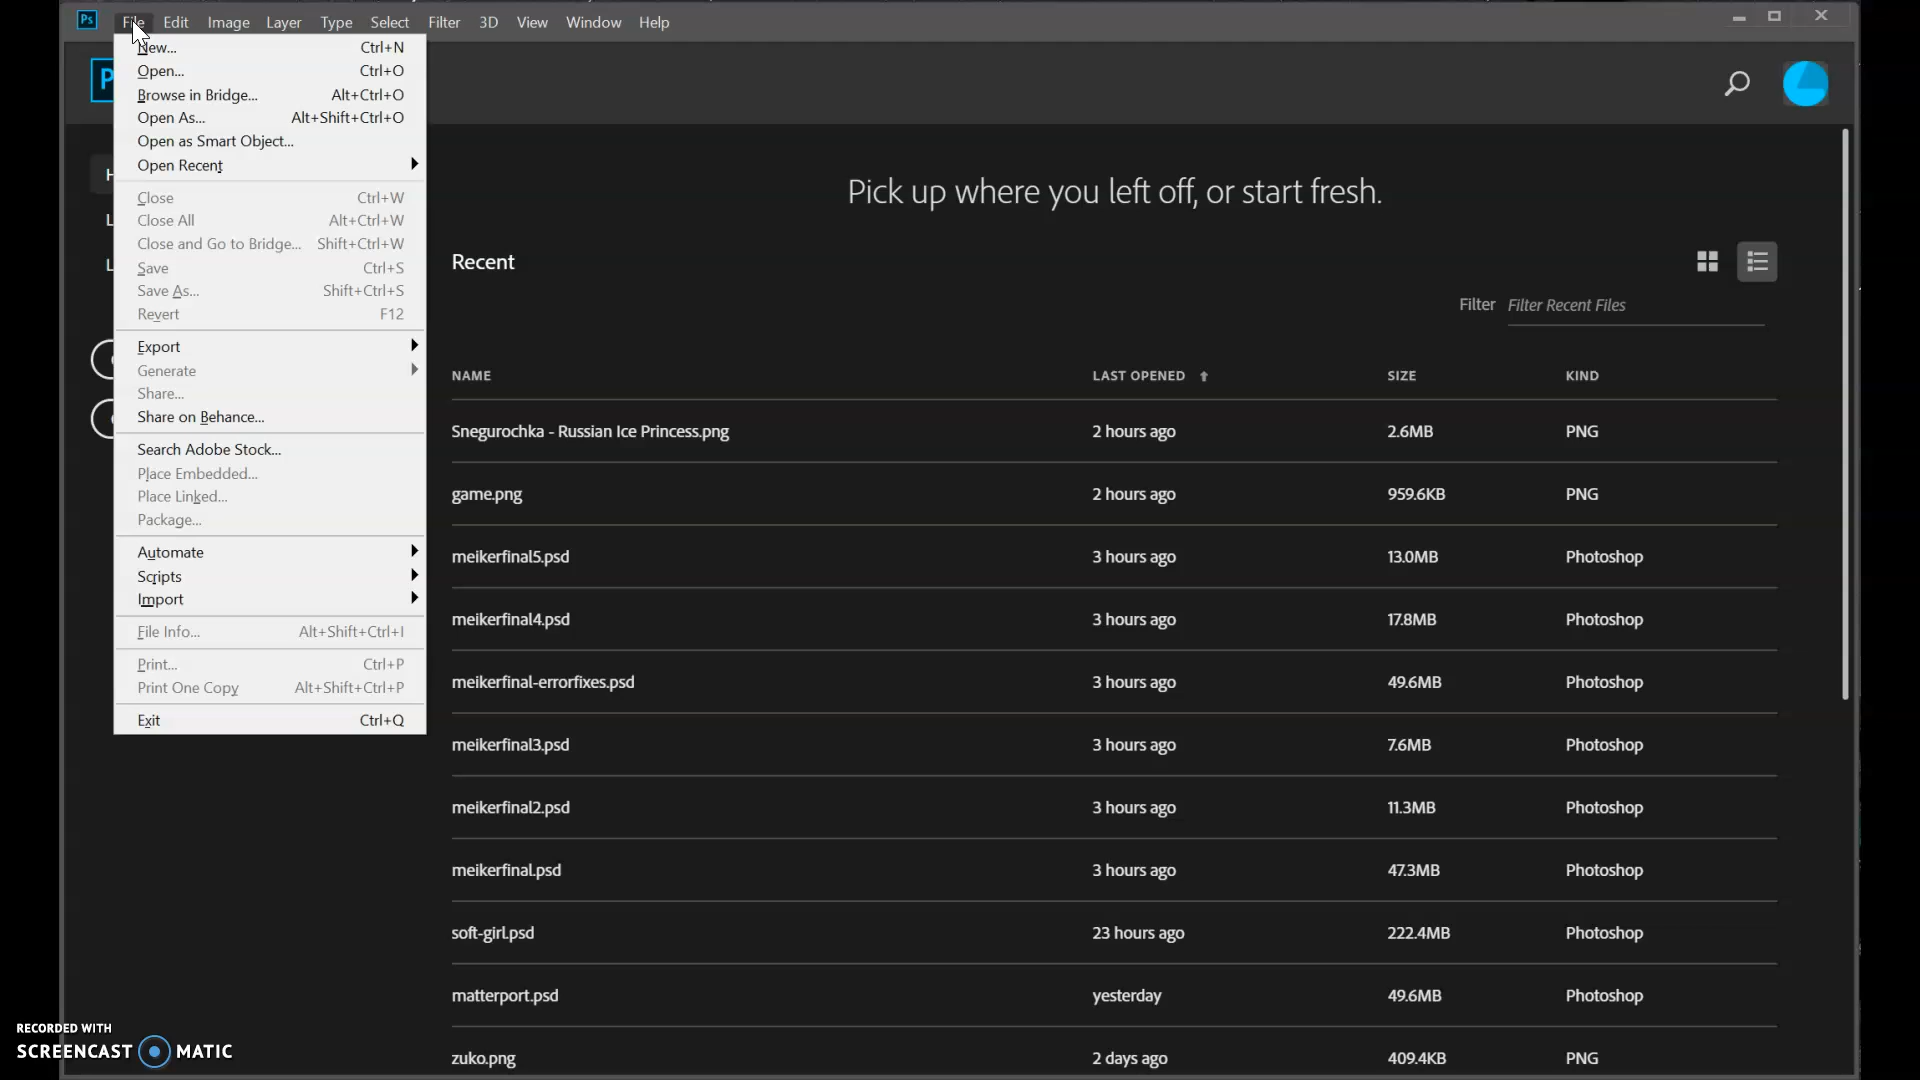 Ps File Edit Image Layer Type Select Filter 3D View Window Help
New... Ctrl+N
Open... Ctrl+O
Browse in Bridge... Alt+Ctrl+O
Open As... Alt+Shift+Ctrl+O
Open as Smart Object...
Open Recent
Close Ctrl+W
Close All Alt+Ctrl+W
Close and Go to Bridge... Shift+Ctrl+W
Save Ctrl+S
Save As... Shift+Ctrl+S
Revert F12
Export
Generate
Share...
Share on Behance...
Search Adobe Stock...
Place Embedded...
Place Linked...
Package...
Automate
Scripts
Import
File Info... Alt+Shift+Ctrl+I
Print... Ctrl+P
Print One Copy Alt+Shift+Ctrl+P
Exit Ctrl+Q
Pick up where you left off, or start fresh.
Recent
Filter Filter Recent Files
NAME LAST OPENED SIZE KIND
Snegurochka - Russian Ice Princess.png 2 hours ago 2.6MB PNG
game.png 2 hours ago 959.6KB PNG
meikerfinal5.psd 3 hours ago 13.0MB Photoshop
meikerfinal4.psd 3 hours ago 17.8MB Photoshop
meikerfinal-errorfixes.psd 3 hours ago 49.6MB Photoshop
meikerfinal3.psd 3 hours ago 7.6MB Photoshop
meikerfinal2.psd 3 hours ago 11.3MB Photoshop
meikerfinal.psd 3 hours ago 47.3MB Photoshop
soft-girl.psd 23 hours ago 222.4MB Photoshop
matterport.psd yesterday 49.6MB Photoshop
zuko.png 2 days ago 409.4KB PNG
RECORDED WITH
SCREENCAST MATIC